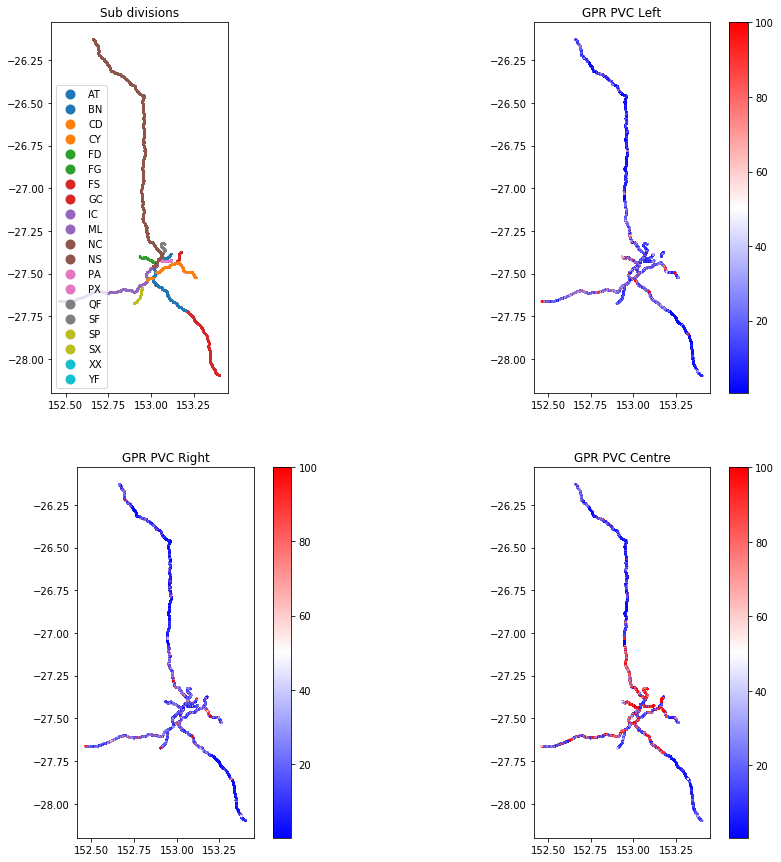 Sub divisions
−26.25
−26.50
−26.75
−27.00
−27.25
−27.50
−27.75
−28.00
AT
BN
CD
CY
FD
FG
FS
GC
IC
ML
NC
NS
PA
PX
QF
SF
SP
SX
XX
YF
152.50 152.75 153.00 153.25
GPR PVC Left
−26.25
−26.50
−26.75
−27.00
−27.25
−27.50
−27.75
−28.00
152.50 152.75 153.00 153.25
100
80
60
40
20
GPR PVC Right
−26.25
−26.50
−26.75
−27.00
−27.25
−27.50
−27.75
−28.00
152.50 152.75 153.00 153.25
100
80
60
40
20
GPR PVC Centre
−26.25
−26.50
−26.75
−27.00
−27.25
−27.50
−27.75
−28.00
152.50 152.75 153.00 153.25
100
80
60
40
20